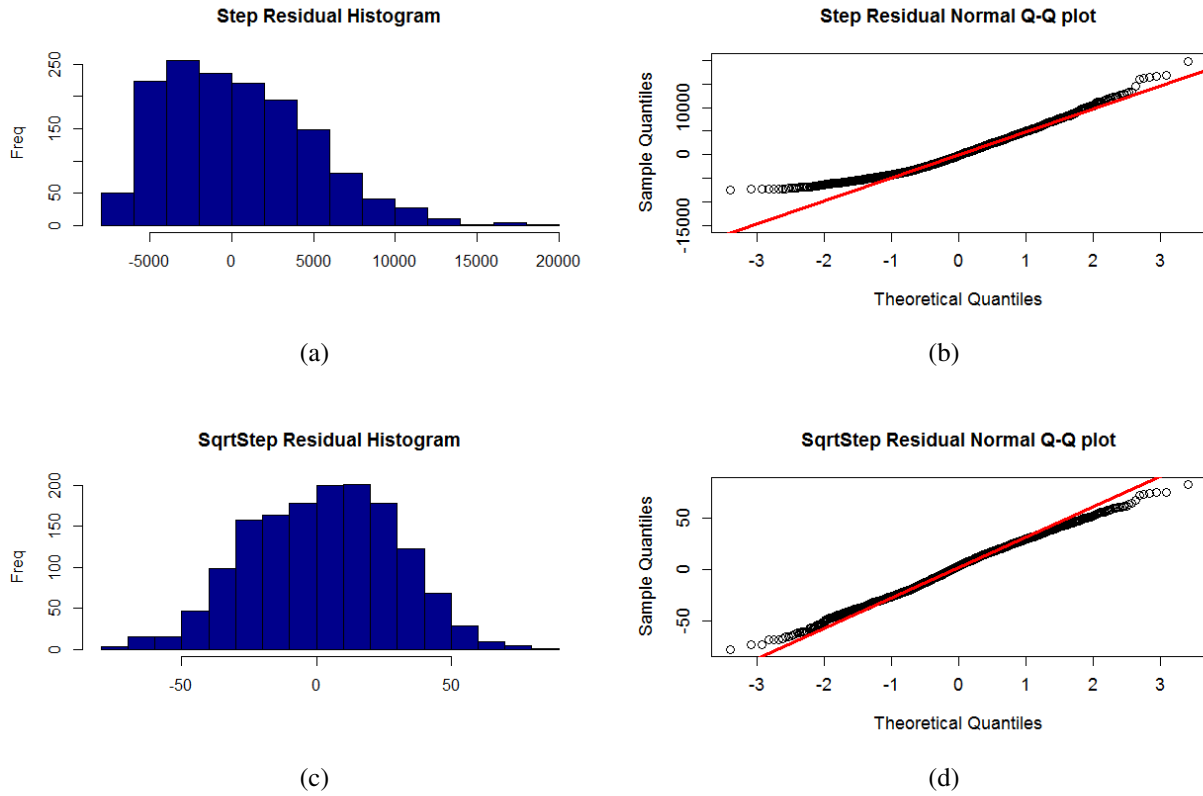 Step Residual Histogram
Freq
0
50
150
250
-5000
0
5000
10000
15000
20000
(a)
Step Residual Normal Q-Q plot
Sample Quantiles
-15000
0
10000
-3
-2
-1
0
1
2
3
Theoretical Quantiles
(b)
SqrtStep Residual Histogram
Freq
0
50
100
150
200
-50
0
50
(c)
SqrtStep Residual Normal Q-Q plot
Sample Quantiles
-50
0
50
-3
-2
-1
0
1
2
3
Theoretical Quantiles
(d)